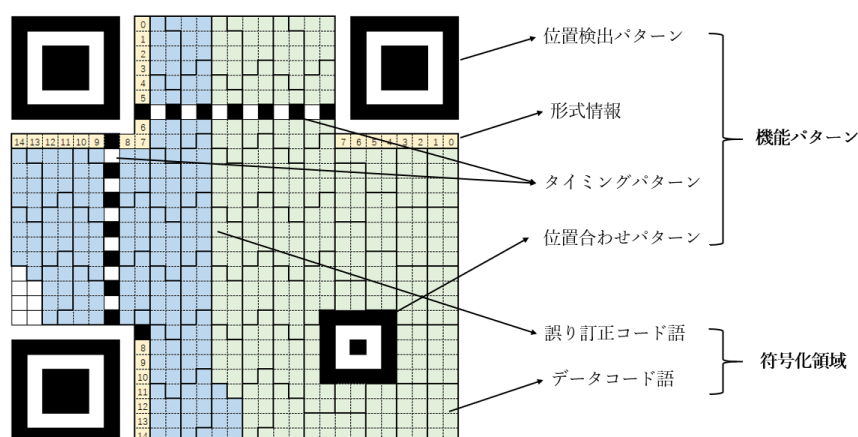 0
1
2
3
4
5
6
14 13 12 11 10 9 8 7 7 6 5 4 3 2 1 0
8
9
10
11
12
13
14
位置検出パターン
形式情報
タイミングパターン
位置合わせパターン
誤り訂正コード語
データコード語
機能パターン
符号化領域